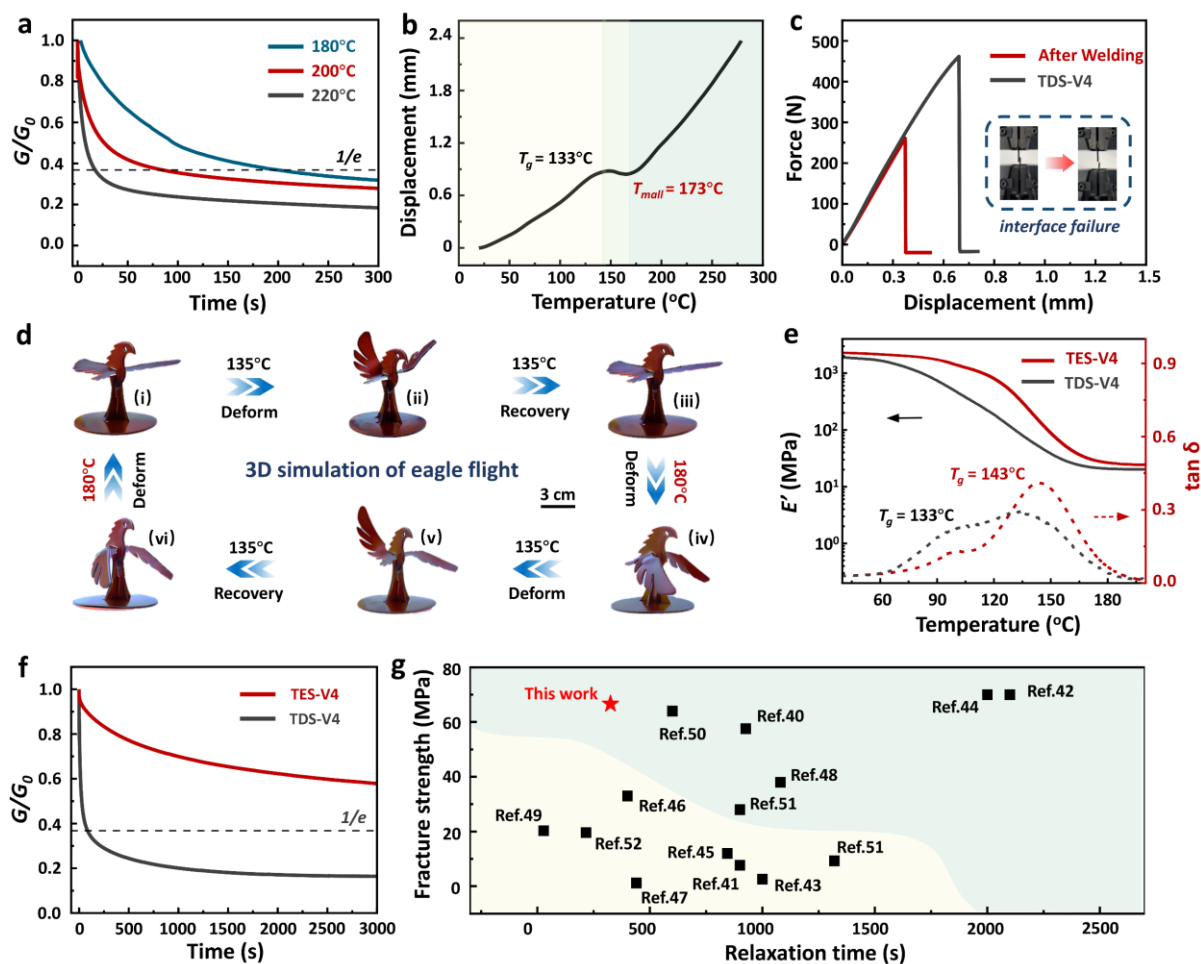 a
180°C
200°C
220°C
1/e
G/G0
1.0
0.8
0.6
0.4
0.2
0.0
0 50 100 150 200 250 300
Time (s)
b
Displacement (mm)
2.4
1.8
1.2
0.6
0.0
Tg = 133°C
Tmall = 173°C
0 50 100 150 200 250 300
Temperature (°C)
c
Force (N)
500
400
300
200
100
0
After Welding
TDS-V4
interface failure
0.0 0.3 0.6 0.4 1.0 1.2 1.5
Displacement (mm)
d
(i)
135°C
Deform
(ii)
135°C
Recovery
(iii)
180°C
Deform
3D simulation of eagle flight
3 cm
180°C
Deform
(vi)
135°C
Recovery
(v)
135°C
Deform
(iv)
e
TES-V4
TDS-V4
E' (MPa)
10³
10²
10¹
10⁰
Tg = 143°C
Tg = 133°C
0.9
0.6
0.3
0.0
tan δ
60 90 120 150 180
Temperature (°C)
f
TES-V4
TDS-V4
1/e
G/G0
1.0
0.8
0.6
0.4
0.2
0.0
0 500 1000 1500 2000 2500 3000
Time (s)
g
Fracture strength (MPa)
80
60
40
20
0
This work
Ref.50
Ref.40
Ref.44
Ref.42
Ref.48
Ref.46
Ref.51
Ref.49
Ref.52
Ref.45
Ref.51
Ref.41
Ref.43
Ref.47
0 500 1000 1500 2000 2500
Relaxation time (s)